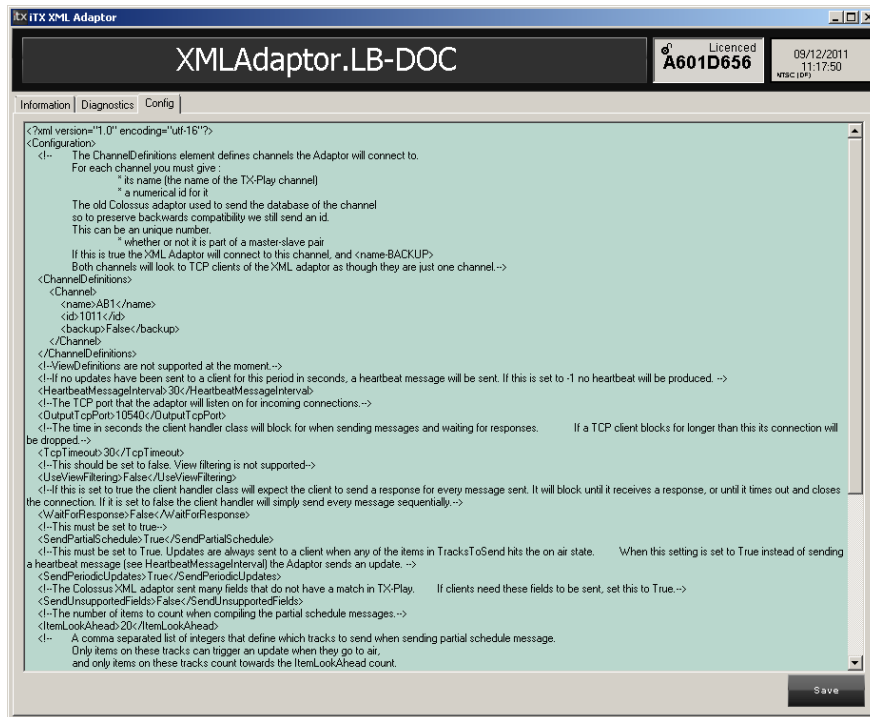 iTX iTX XML Adaptor
XMLAdaptor.LB-DOC
Licenced
A601D656
09/12/2011
11:17:50
NTSC (DF)
Information Diagnostics Config
<?xml version="1.0" encoding="utf-16"?>
<Configuration>
<!-- The ChannelDefinitions element defines channels the Adaptor will connect to.
For each channel you must give :
* its name (the name of the TX-Play channel)
* a numerical id for it
The old Colossus adaptor used to send the database of the channel
so to preserve backwards compatibility we still send an id.
This can be an unique number.
* whether or not it is part of a master-slave pair
If this is true the XML Adaptor will connect to this channel, and <name-BACKUP>
Both channels will look to TCP clients of the XML adaptor as though they are just one channel.-->
<ChannelDefinitions>
<Channel>
<name>AB1</name>
<id>1011</id>
<backup>False</backup>
</Channel>
</ChannelDefinitions>
<!--ViewDefinitions are not supported at the moment.-->
<!--If no updates have been sent to a client for this period in seconds, a heartbeat message will be sent. If this is set to -1 no heartbeat will be produced. -->
<HeartbeatMessageInterval>30</HeartbeatMessageInterval>
<!--The TCP port that the adaptor will listen on for incoming connections.-->
<OutputTcpPort>10540</OutputTcpPort>
<!--The time in seconds the client handler class will block for when sending messages and waiting for responses. If a TCP client blocks for longer than this its connection will
be dropped.-->
<TcpTimeout>30</TcpTimeout>
<!--This should be set to false. View filtering is not supported-->
<UseViewFiltering>False</UseViewFiltering>
<!--If this is set to true the client handler class will expect the client to send a response for every message sent. It will block until it receives a response, or until it times out and closes
the connection. If it is set to false the client handler will simply send every message sequentially.-->
<WaitForResponse>False</WaitForResponse>
<!--This must be set to true-->
<SendPartialSchedule>True</SendPartialSchedule>
<!--This must be set to True. Updates are always sent to a client when any of the items in TracksToSend hits the on air state. When this setting is set to True instead of sending
a heartbeat message (see HeartbeatMessageInterval) the Adaptor sends an update. -->
<SendPeriodicUpdates>True</SendPeriodicUpdates>
<!--The Colossus XML adaptor sent many fields that do not have a match in TX-Play. If clients need these fields to be sent, set this to True.-->
<SendUnsupportedFields>False</SendUnsupportedFields>
<!--The number of items to count when compiling the partial schedule messages.-->
<ItemLookAhead>20</ItemLookAhead>
<!-- A comma separated list of integers that define which tracks to send when sending partial schedule message.
Only items on these tracks can trigger an update when they go to air,
and only items on these tracks count towards the ItemLookAhead count.
Save